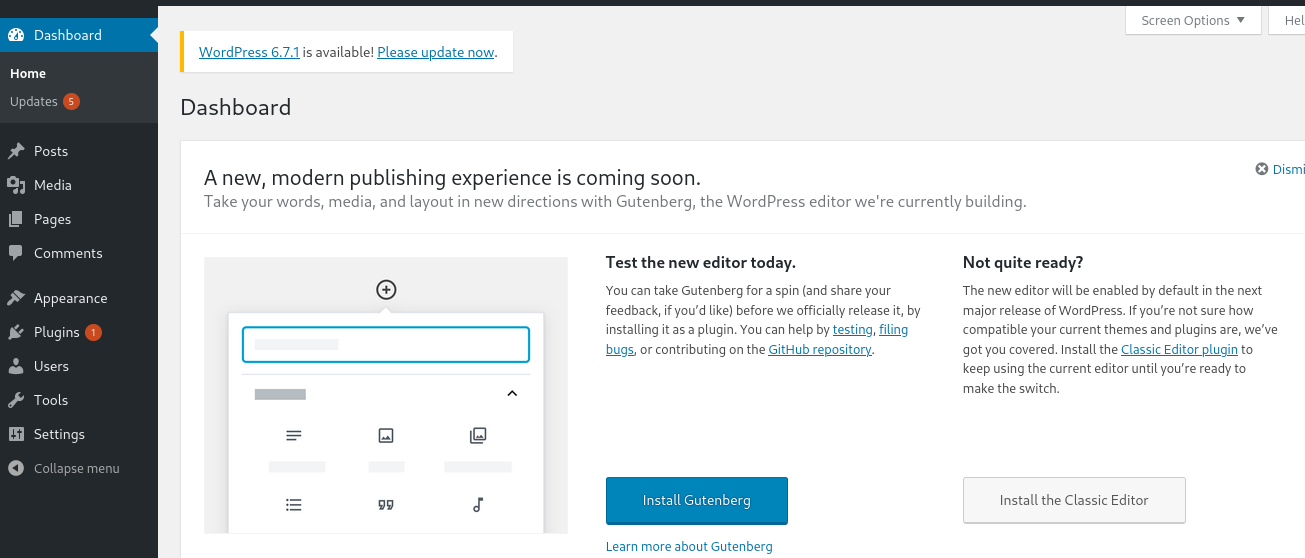 Dashboard
Home
Updates 5
Posts
Media
Pages
Comments
Appearance
Plugins 1
Users
Tools
Settings
Collapse menu
Screen Options
Hel
WordPress 6.7.1 is available! Please update now.
Dashboard
A new, modern publishing experience is coming soon.
Take your words, media, and layout in new directions with Gutenberg, the WordPress editor we're currently building.
Dismi
Test the new editor today.
You can take Gutenberg for a spin (and share your
feedback, if you’d like) before we officially release it, by
installing it as a plugin. You can help by testing, filing
bugs, or contributing on the GitHub repository.
Install Gutenberg
Learn more about Gutenberg
Not quite ready?
The new editor will be enabled by default in the next
major release of WordPress. If you’re not sure how
compatible your current themes and plugins are, we’ve
got you covered. Install the Classic Editor plugin to
keep using the current editor until you’re ready to
make the switch.
Install the Classic Editor